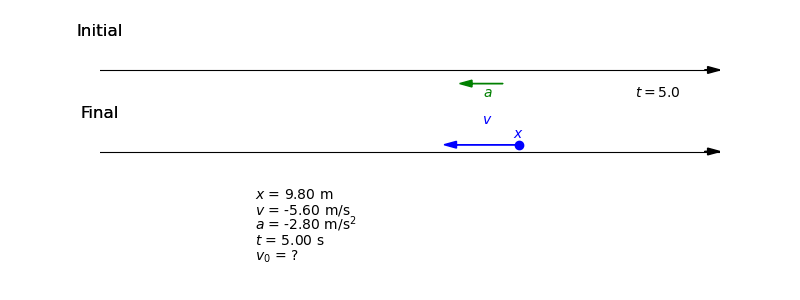 Initial
a
t = 5.0
Final
v
x
x = 9.80 m
v = -5.60 m/s
a = -2.80 m/s²
t = 5.00 s
v₀ = ?